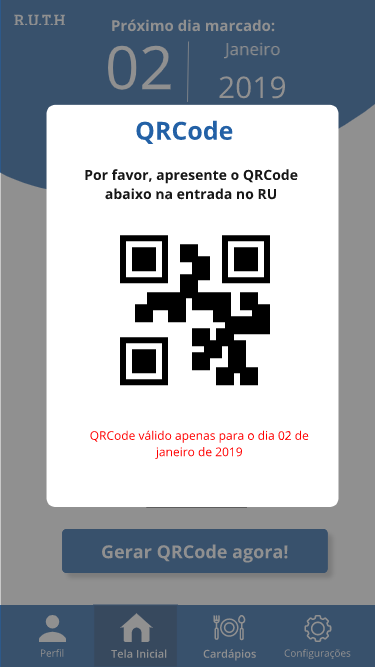 R.U.T.H
Próximo dia marcado:
02
Janeiro
2019
QRCode
Por favor, apresente o QRCode
abaixo na entrada no RU
QRCode válido apenas para o dia 02 de
janeiro de 2019
Gerar QRCode agora!
Perfil
Tela Inicial
Cardápios
Configurações